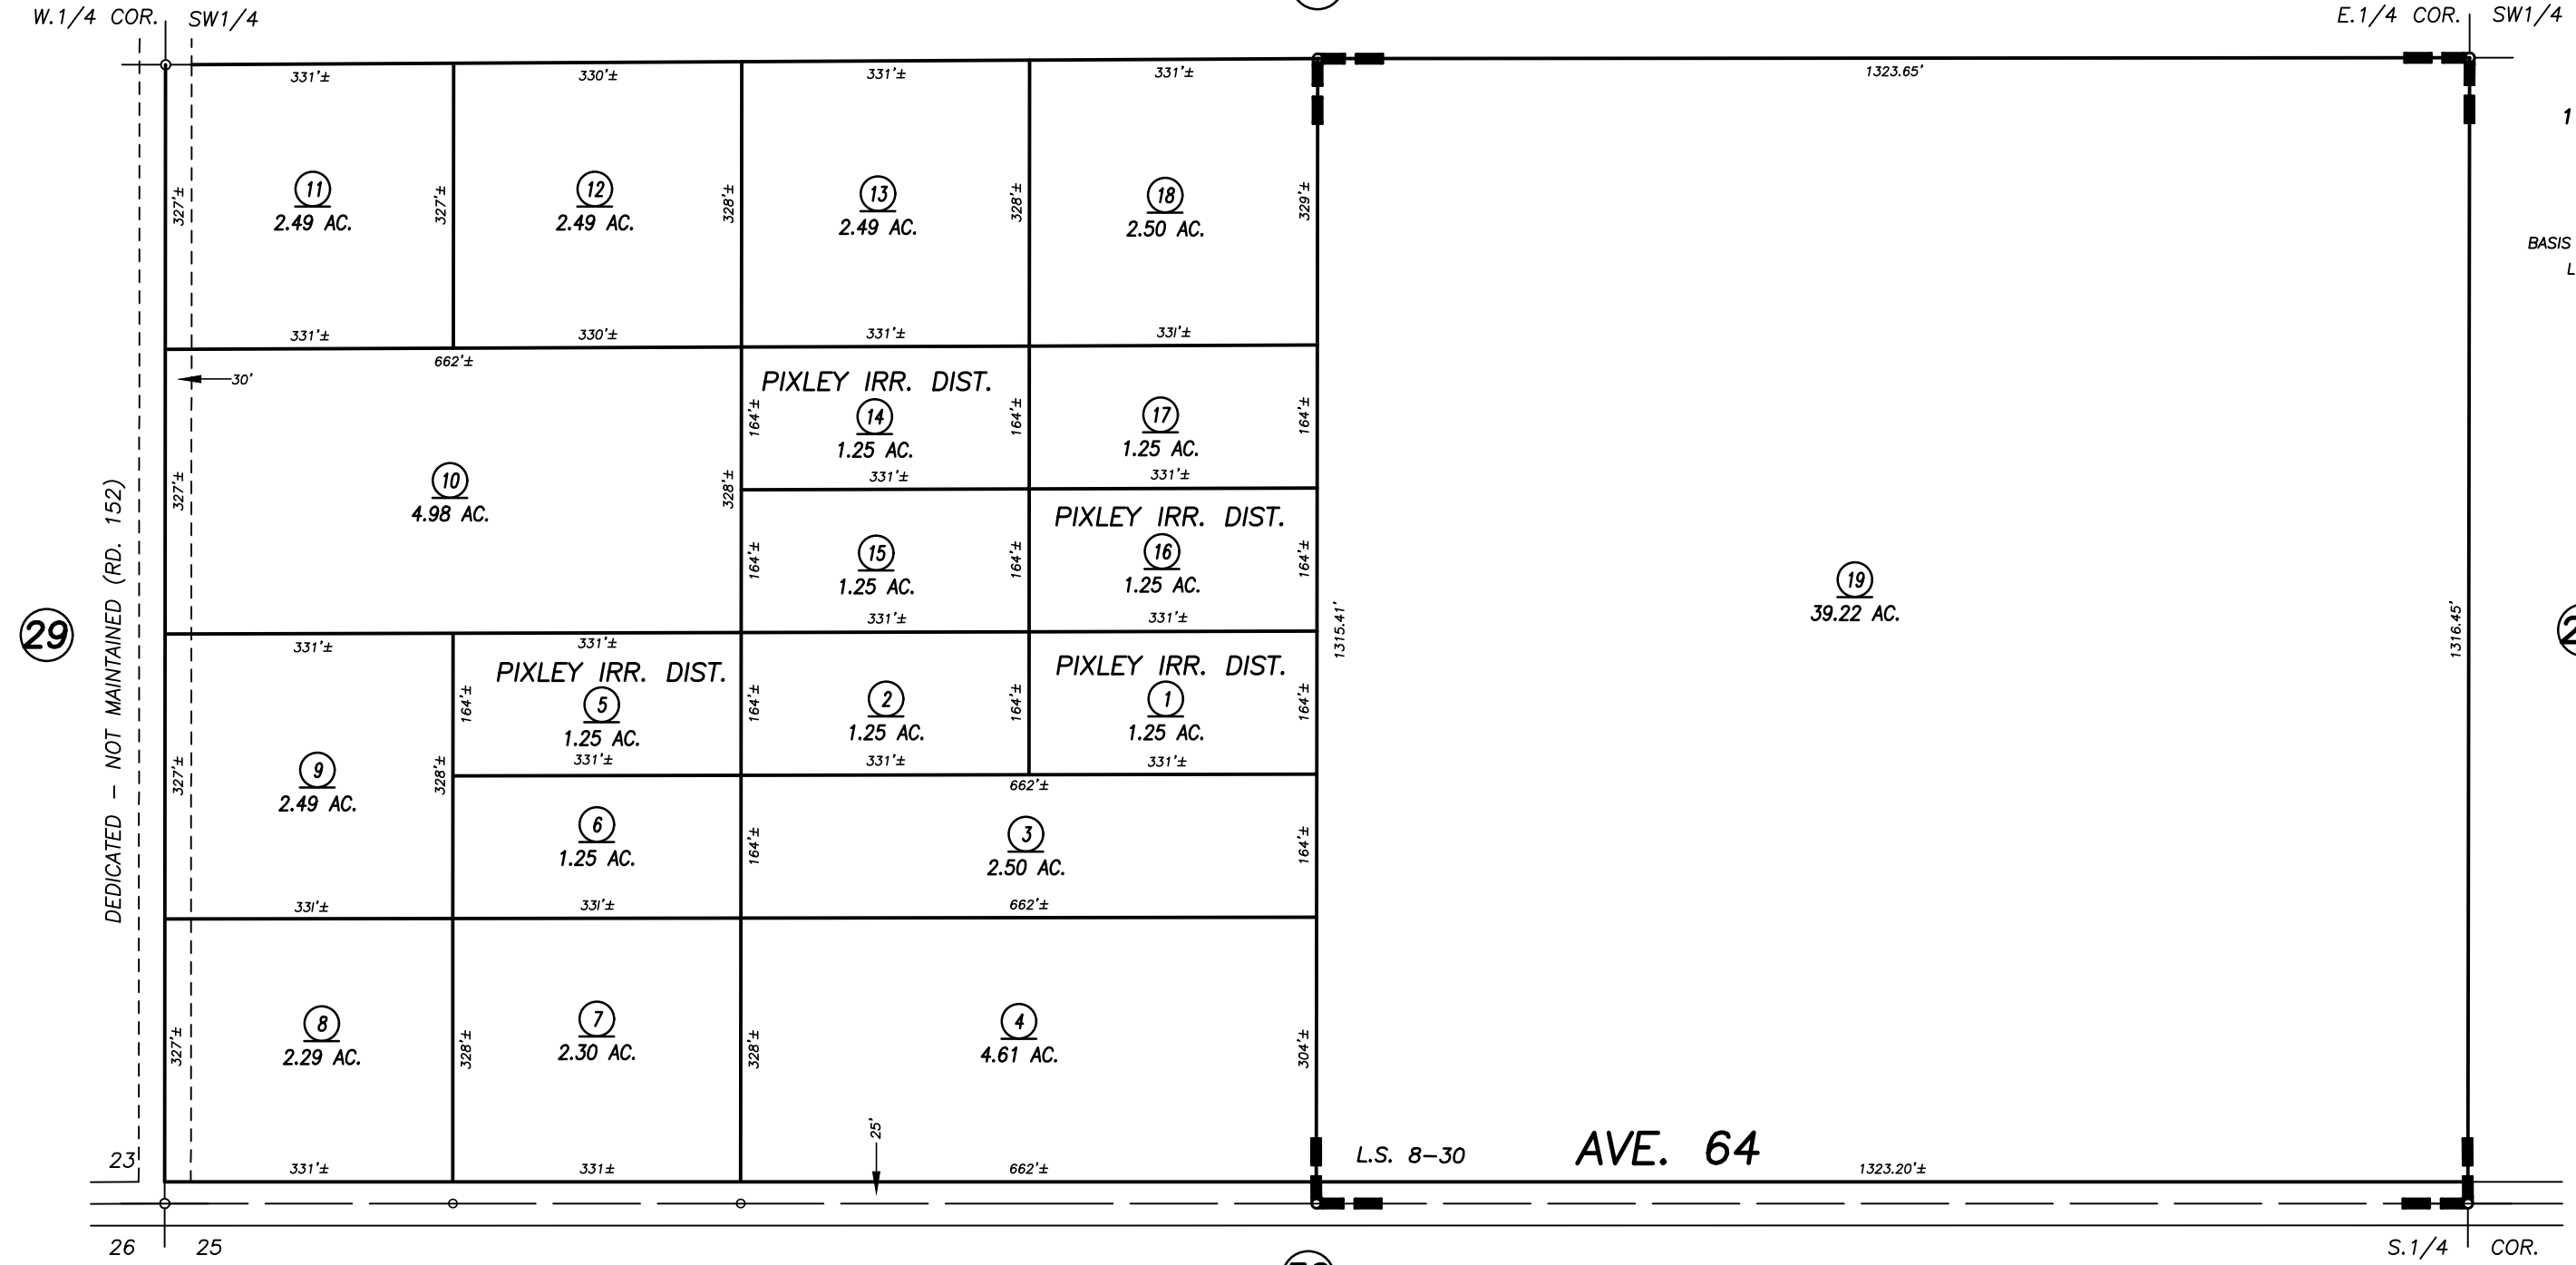 W.1/4 COR. SW1/4
E.1/4 COR. SW1/4
331'± 330'± 331'± 331'± 1323.65'
1
327'± 11 2.49 AC. 327'± 12 2.49 AC. 328'± 13 2.49 AC. 328'± 18 2.50 AC. 329'±
BASIS
L
331'± 330'± 331'± 331'±
662'±
30'
PIXLEY IRR. DIST.
164'± 14 164'± 17 164'±
1.25 AC. 1.25 AC.
331'± 331'±
327'± 10 328'±
4.98 AC.
PIXLEY IRR. DIST.
164'± 15 164'± 16 164'±
1.25 AC. 1.25 AC.
19
39.22 AC.
331'± 331'±
DEDICATED - NOT MAINTAINED (RD. 152)
29
1315.41'
1316.45'
331'± 331'±
PIXLEY IRR. DIST. PIXLEY IRR. DIST.
164'± 5 164'± 2 164'± 1 164'±
1.25 AC. 1.25 AC. 1.25 AC.
331'± 331'± 331'±
327'± 9 328'±
2.49 AC.
662'±
6 164'± 3 164'±
1.25 AC. 2.50 AC.
331'± 331'± 662'±
327'± 8 328'± 7 328'± 4 304'±
2.29 AC. 2.30 AC. 4.61 AC.
25'
L.S. 8-30 AVE. 64
23
331'± 331± 662'± 1323.20'±
26 25
S.1/4 COR.